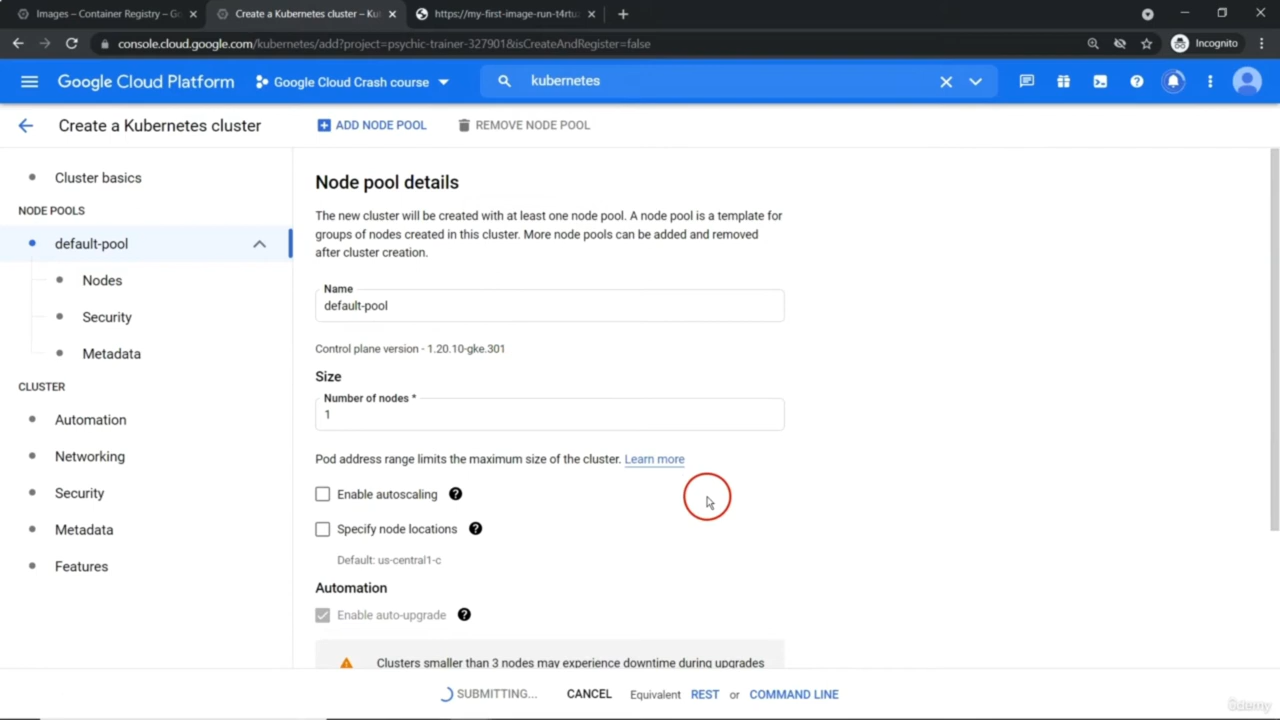 Images – Container Registry – Go
Create a Kubernetes cluster – Ku
https://my-first-image-run-t4rtu
console.cloud.google.com/kubernetes/add?project=psychic-trainer-327901&isCreateAndRegister=false
Incognito
Google Cloud Platform
Google Cloud Crash course
kubernetes
Create a Kubernetes cluster
ADD NODE POOL
REMOVE NODE POOL
Cluster basics
NODE POOLS
default-pool
Nodes
Security
Metadata
CLUSTER
Automation
Networking
Security
Metadata
Features
Node pool details
The new cluster will be created with at least one node pool. A node pool is a template for
groups of nodes created in this cluster. More node pools can be added and removed
after cluster creation.
Name
default-pool
Control plane version - 1.20.10-gke.301
Size
Number of nodes *
1
Pod address range limits the maximum size of the cluster. Learn more
Enable autoscaling
Specify node locations
Default: us-central1-c
Automation
Enable auto-upgrade
Clusters smaller than 3 nodes may experience downtime during upgrades
SUBMITTING...
CANCEL
Equivalent REST or COMMAND LINE
ûdemy